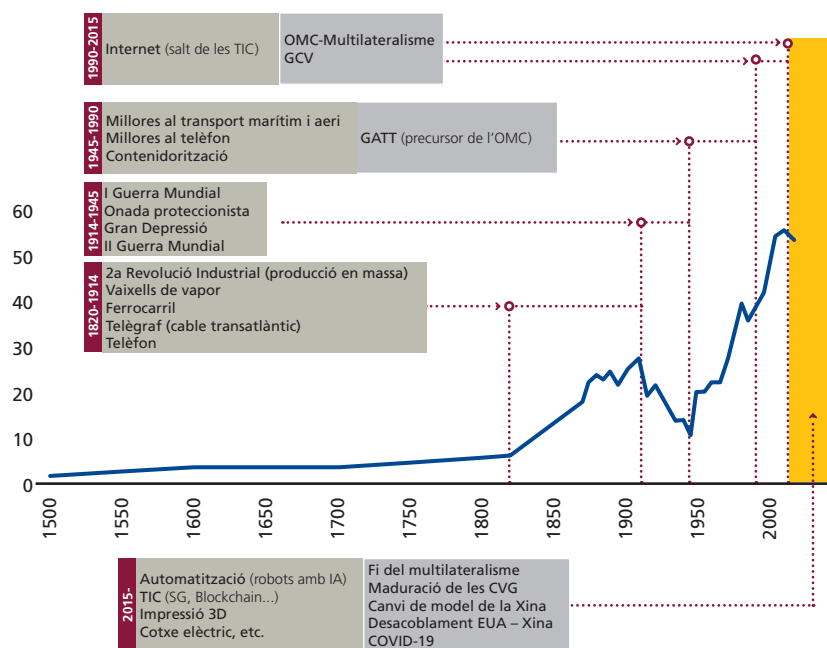 1990-2015
Internet (salt de les TIC)
OMC-Multilateralisme
GCV
1945-1990
Millores al transport marítim i aeri
Millores al telèfon
Contenidorització
GATT (precursor de l'OMC)
1914-1945
I Guerra Mundial
Onada proteccionista
Gran Depressió
II Guerra Mundial
1820-1914
2a Revolució Industrial (producció en massa)
Vaixells de vapor
Ferrocarril
Telègraf (cable transatlàntic)
Telèfon
60
50
40
30
20
10
0
1500
1550
1600
1650
1700
1750
1800
1850
1900
1950
2000
2015-
Automatització (robots amb IA)
TIC (SG, Blockchain...)
Impressió 3D
Cotxe elèctric, etc.
Fi del multilateralisme
Maduració de les CVG
Canvi de model de la Xina
Desacoblament EUA – Xina
COVID-19